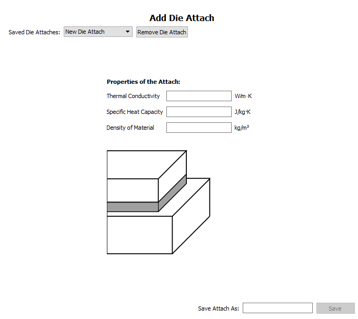 Add Die Attach
Saved Die Attaches: New Die Attach Remove Die Attach
Properties of the Attach:
Thermal Conductivity W/m·K
Specific Heat Capacity J/kg·K
Density of Material kg/m³
Save Attach As: Save